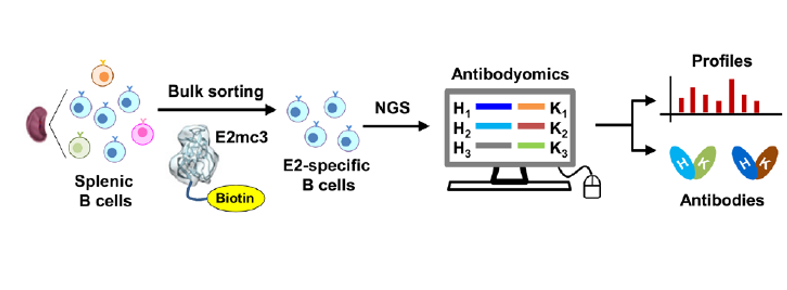 Splenic
B cells
Bulk sorting
E2mc3
Biotin
E2-specific
B cells
NGS
Antibodyomics
H1 K1
H2 K2
H3 K3
Profiles
H K H K
Antibodies